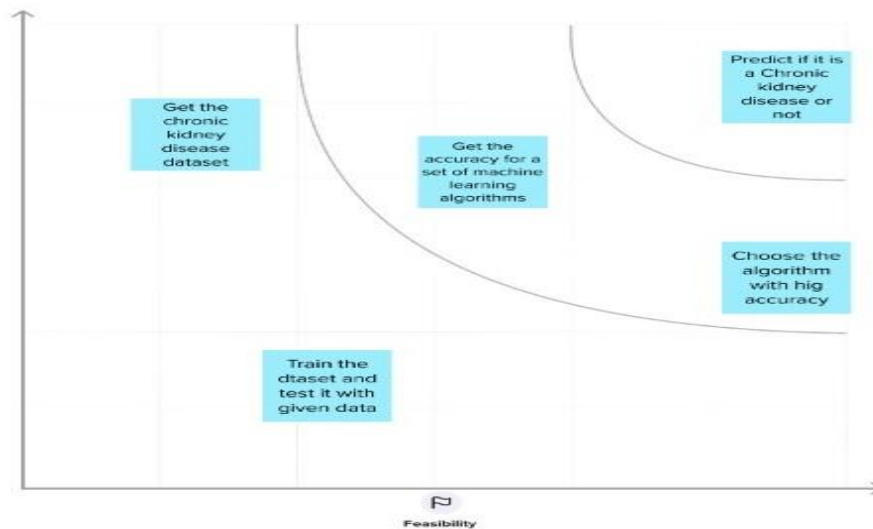 Get the
chronic
kidney
disease
dataset
Get the
accuracy for a
set of machine
learning
algorithms
Predict if it is
a Chronic
kidney
disease or
not
Choose the
algorithm
with hig
accuracy
Train the
dtaset and
test it with
given data
Feasibility